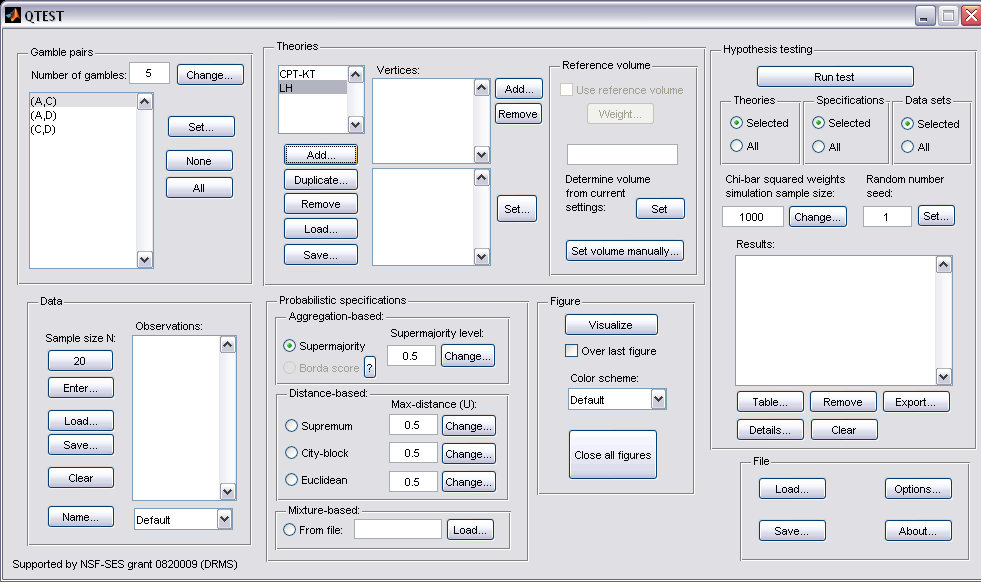 QTEST
Gamble pairs
Number of gambles: 5 Change...
(A,C)
(A,D)
(C,D)
Set...
None
All
Theories
CPT-KT
LH
Vertices:
Add...
Remove
Add...
Duplicate...
Remove
Load...
Save...
Set...
Reference volume
Use reference volume
Weight...
Determine volume
from current
settings:
Set
Set volume manually...
Hypothesis testing
Run test
Theories
Selected
All
Specifications
Selected
All
Data sets
Selected
All
Chi-bar squared weights
simulation sample size:
1000 Change...
Random number
seed:
1 Set...
Results:
Table... Remove Export...
Details... Clear
Data
Sample size N:
20
Enter...
Load...
Save...
Clear
Name...
Observations:
Default
Probabilistic specifications
Aggregation-based:
Supermajority
Borda score ?
Supermajority level:
0.5 Change...
Distance-based:
Max-distance (U):
Supremum 0.5 Change...
City-block 0.5 Change...
Euclidean 0.5 Change...
Mixture-based:
From file: Load...
Figure
Visualize
Over last figure
Color scheme:
Default
Close all figures
File
Load... Options...
Save... About...
Supported by NSF-SES grant 0820009 (DRMS)